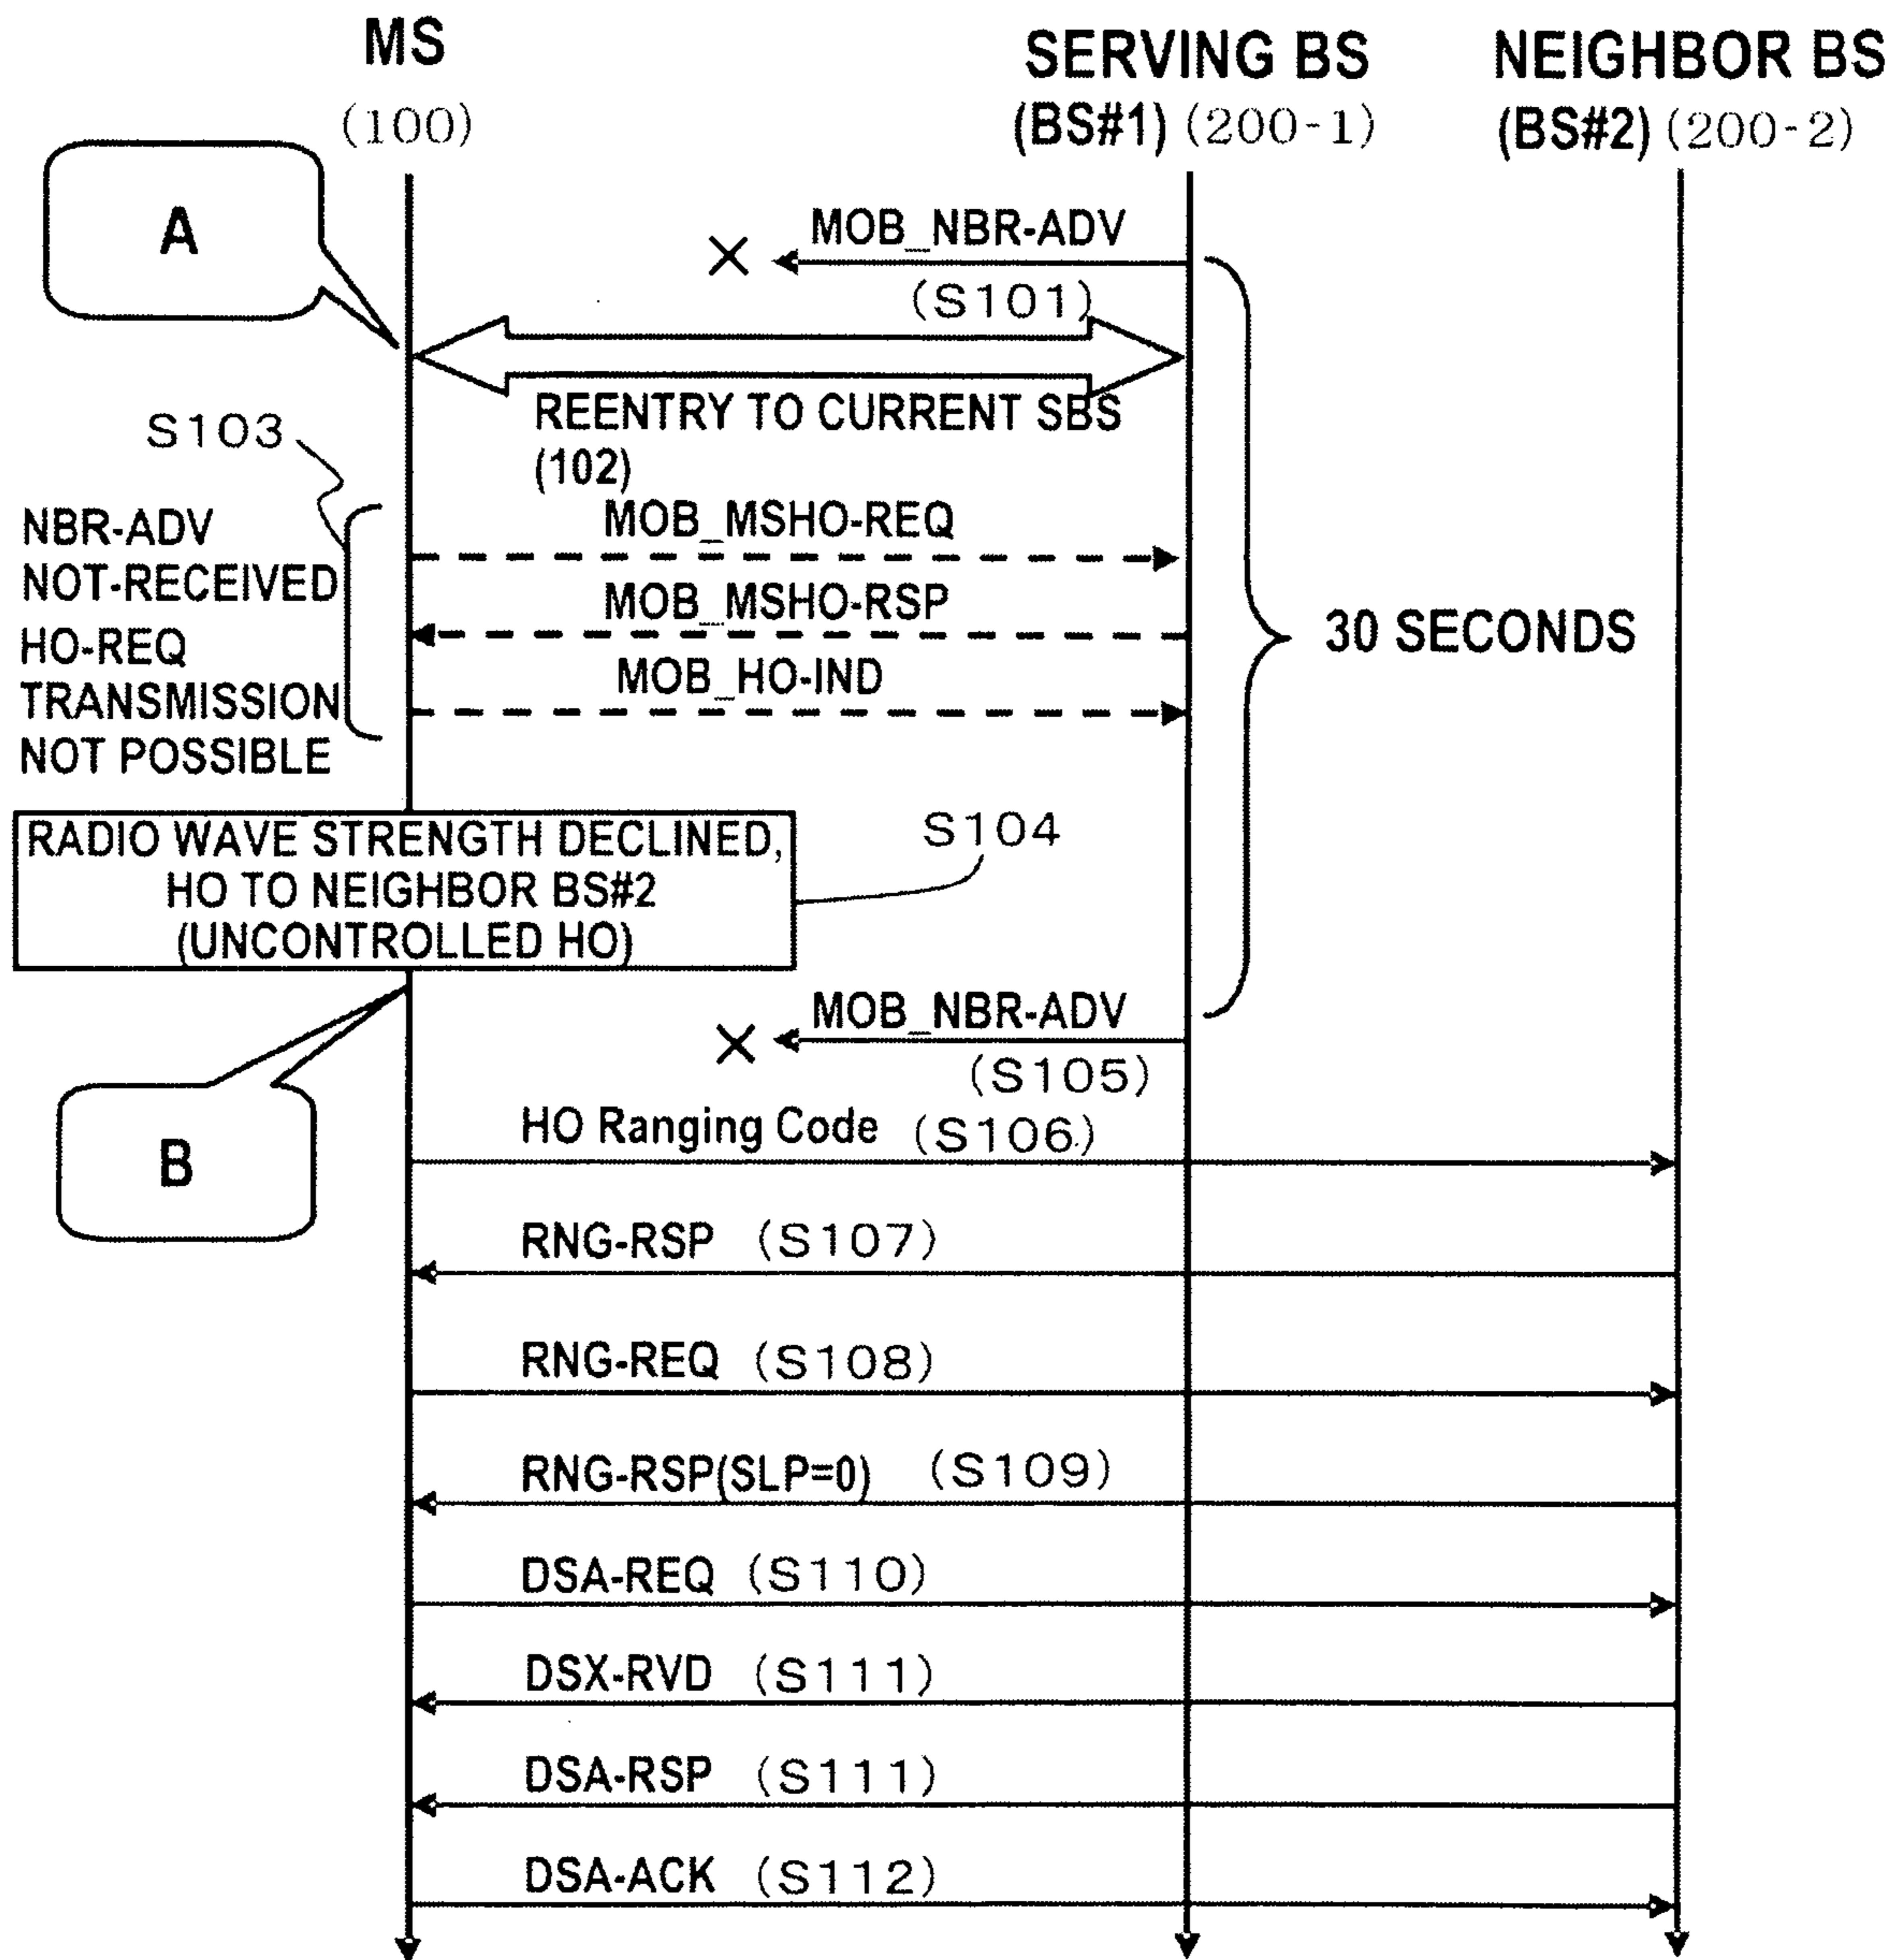 MS
(100)
SERVING BS
(BS#1) (200-1)
NEIGHBOR BS
(BS#2) (200-2)
A
MOB_NBR-ADV
(S101)
REENTRY TO CURRENT SBS
(102)
S103
NBR-ADV
NOT-RECEIVED
HO-REQ
TRANSMISSION
NOT POSSIBLE
MOB_MSHO-REQ
MOB_MSHO-RSP
MOB_HO-IND
30 SECONDS
RADIO WAVE STRENGTH DECLINED,
HO TO NEIGHBOR BS#2
(UNCONTROLLED HO)
S104
MOB_NBR-ADV
(S105)
B
HO Ranging Code (S106)
RNG-RSP (S107)
RNG-REQ (S108)
RNG-RSP(SLP=0) (S109)
DSA-REQ (S110)
DSX-RVD (S111)
DSA-RSP (S111)
DSA-ACK (S112)